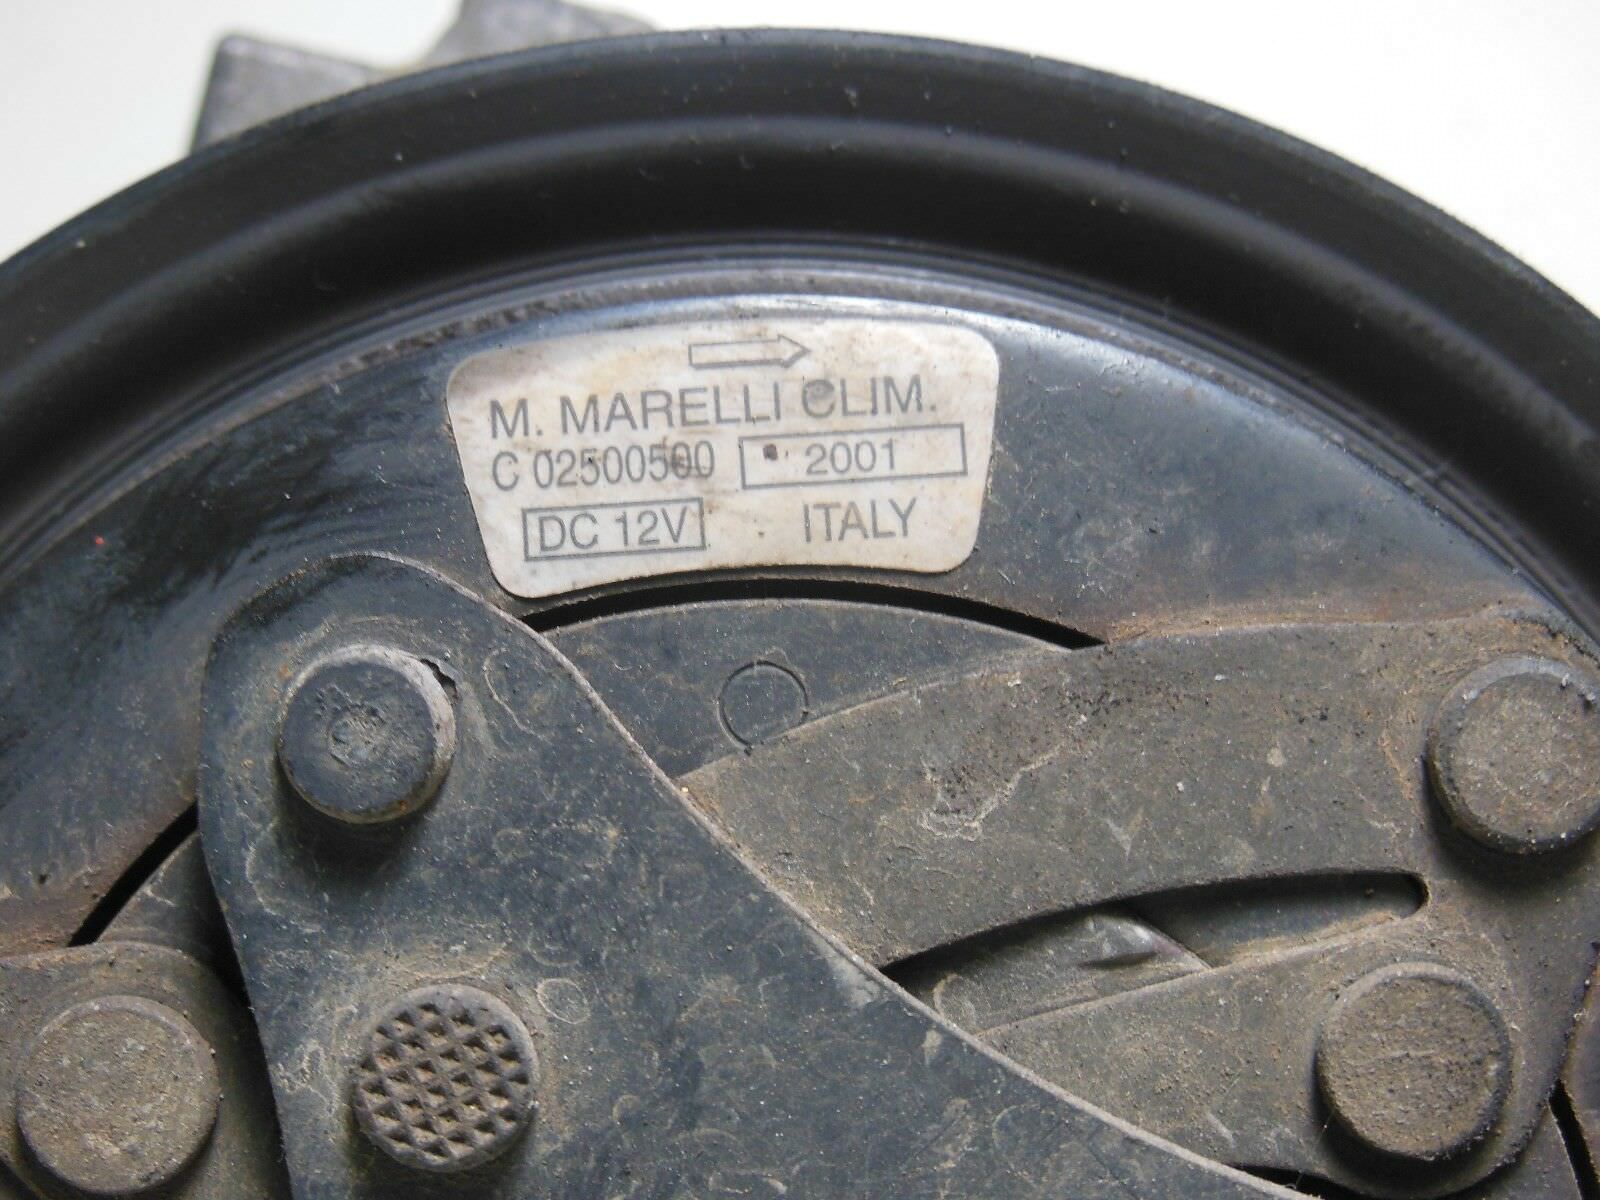 M. MARELLI CLIM.
C 02500500 2001
DC 12V ITALY